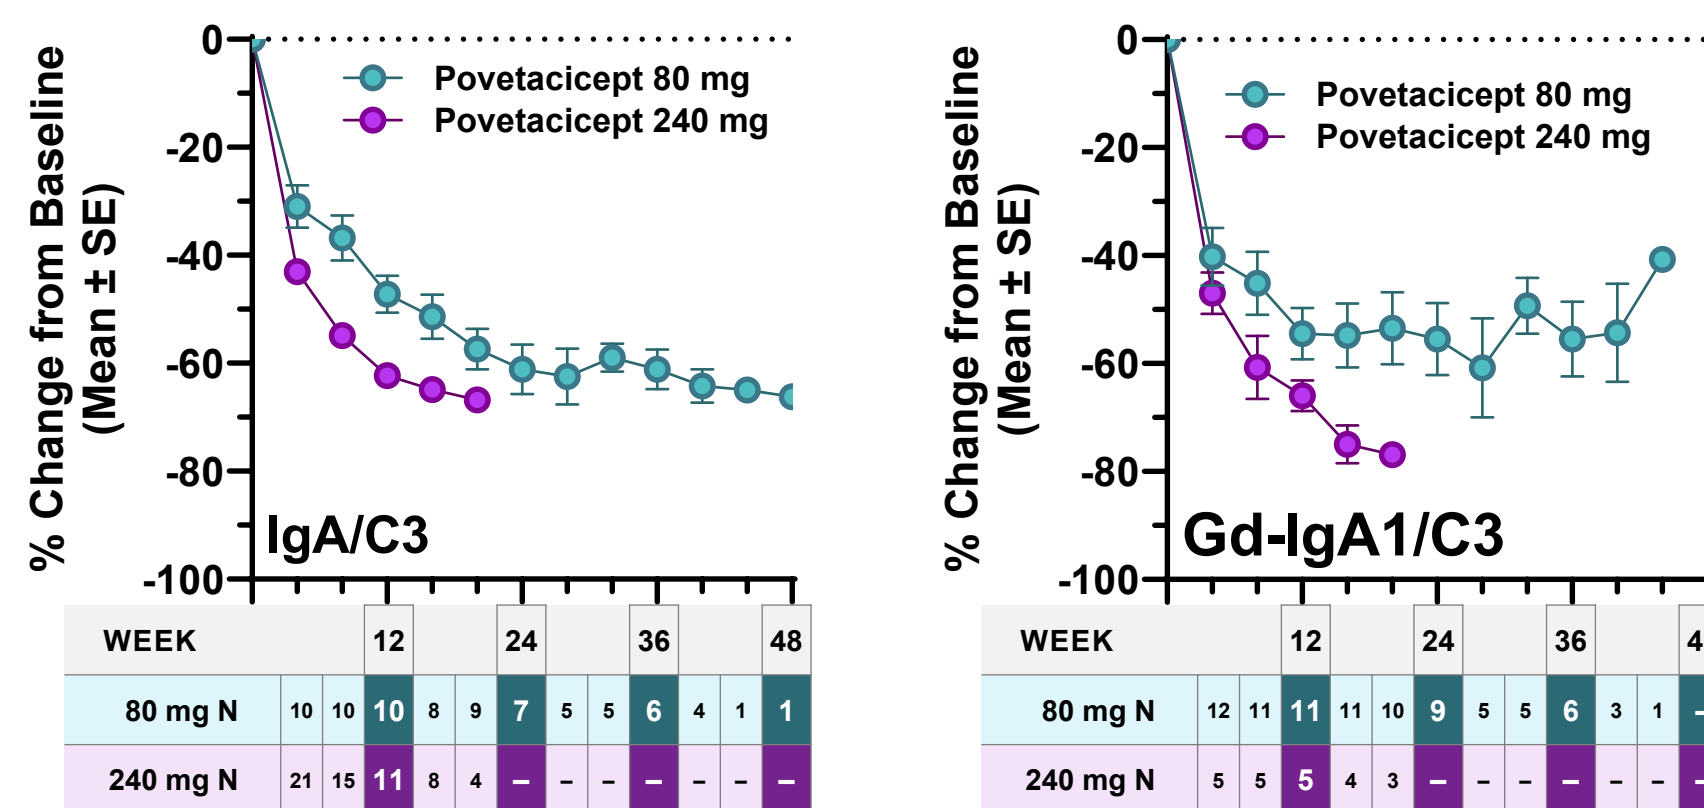 % Change from Baseline
(Mean ± SE)
0
-20
-40
-60
-80
-100
Povetacicept 80 mg
Povetacicept 240 mg
IgA/C3
WEEK 12 24 36 48
80 mg N 10 10 10 8 9 7 5 5 6 4 1 1
240 mg N 21 15 11 8 4 – – – – – – –
% Change from Baseline
(Mean ± SE)
0
-20
-40
-60
-80
-100
Povetacicept 80 mg
Povetacicept 240 mg
Gd-IgA1/C3
WEEK 12 24 36 4
80 mg N 12 11 11 11 10 9 5 5 6 3 1 –
240 mg N 5 5 5 4 3 – – – – – – –